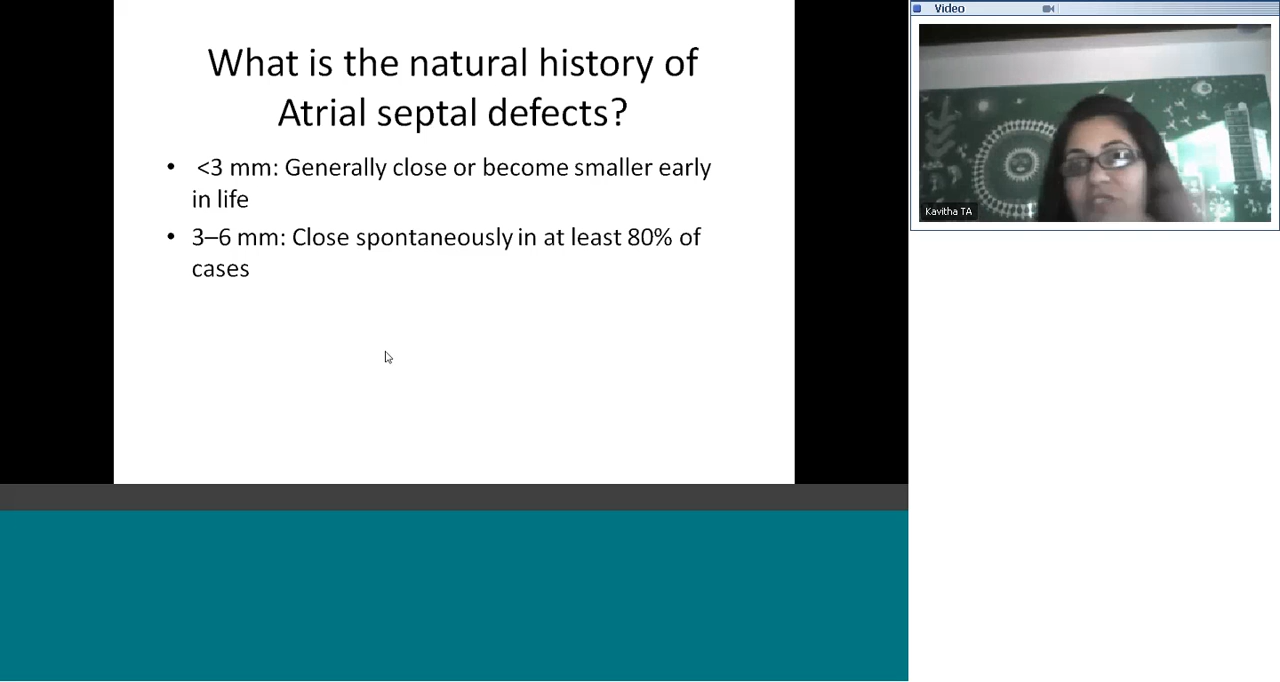 What is the natural history of
Atrial septal defects?
• <3 mm: Generally close or become smaller early
in life
• 3–6 mm: Close spontaneously in at least 80% of
cases
Video
Kavitha TA